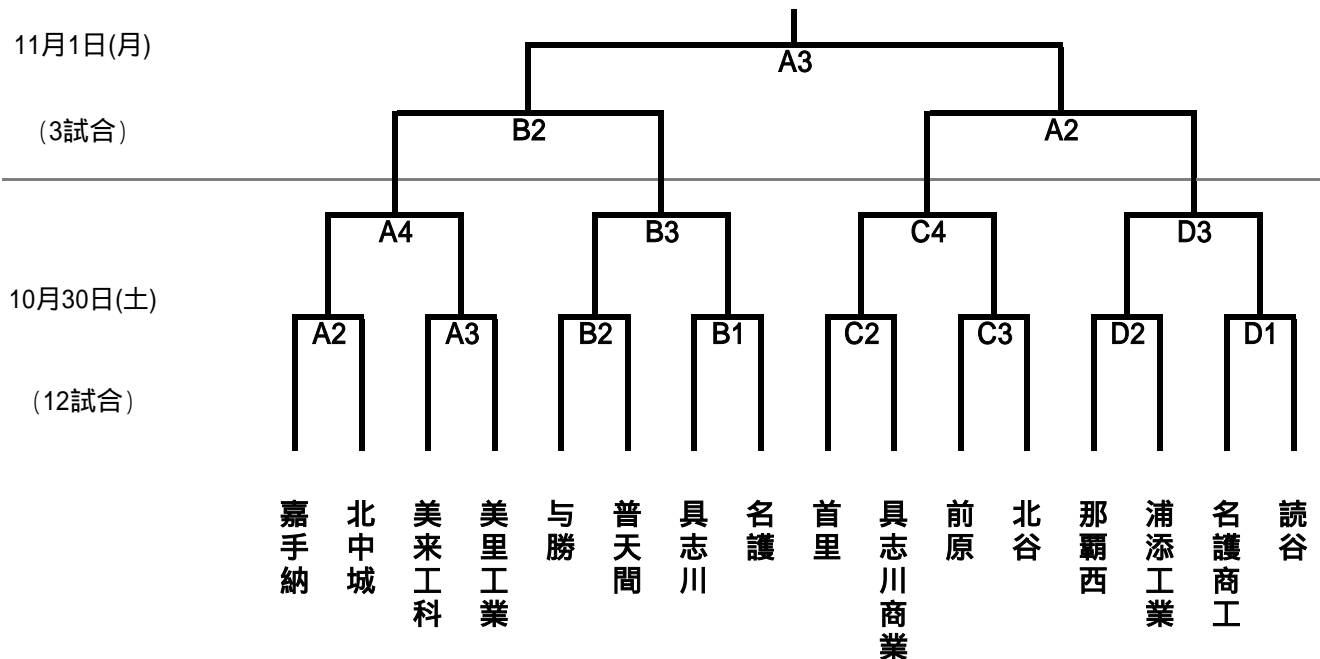 11月1日(月)
A3
(3試合)
B2
A2
A4
B3
C4
D3
10月30日(土)
A2
A3
B2
B1
C2
C3
D2
D1
(12試合)
嘉手納
北中城
美来工科
美里工業
与勝
普天間
具志川
名護
首里
具志川商業
前原
北谷
那覇西
浦添工業
名護商工
読谷